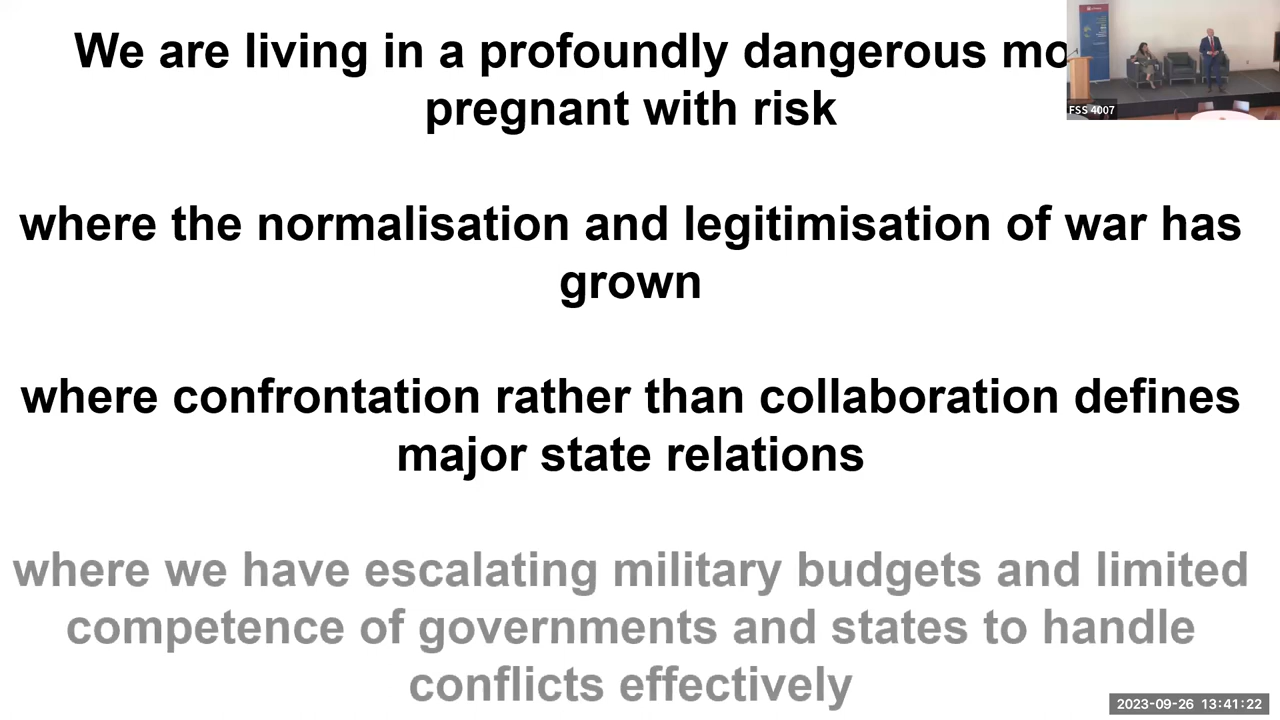 We are living in a profoundly dangerous mo
pregnant with risk
where the normalisation and legitimisation of war has
grown
where confrontation rather than collaboration defines
major state relations
where we have escalating military budgets and limited
competence of governments and states to handle
conflicts effectively
FSS 4007
2023-09-26 13:41:22